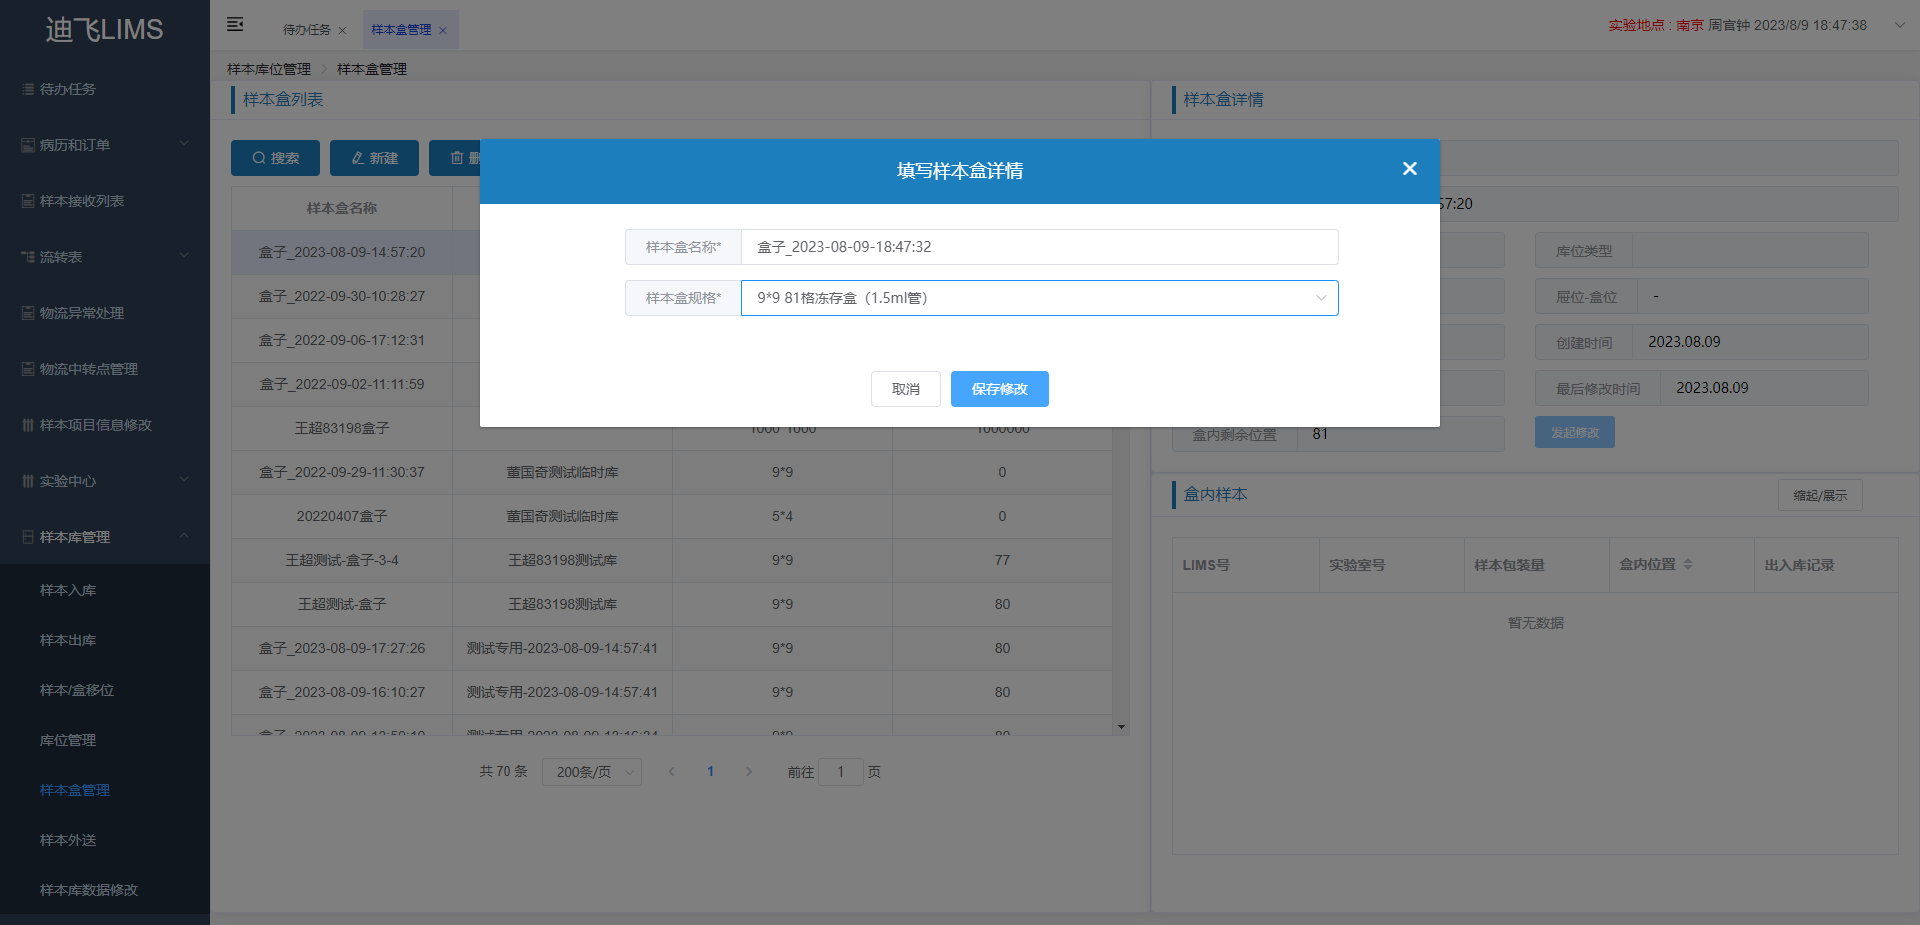 迪飞LIMS
待办任务
样本盒管理
实验地点 : 南京 周官钟 2023/8/9 18:47:38
样本库位管理 > 样本盒管理
待办任务
病历和订单
样本接收列表
流转表
物流异常处理
物流中转点管理
样本项目信息修改
实验中心
样本库管理
样本入库
样本出库
样本/盒移位
库位管理
样本盒管理
样本外送
样本库数据修改
样本盒列表
搜索 新建
样本盒名称
盒子_2023-08-09-14:57:20
盒子_2022-09-30-10:28:27
盒子_2022-09-06-17:12:31
盒子_2022-09-02-11:11:59
王超83198盒子 1000*1000 1000000
盒子_2022-09-29-11:30:37 董国奇测试临时库 9*9 0
20220407盒子 董国奇测试临时库 5*4 0
王超测试-盒子-3-4 王超83198测试库 9*9 77
王超测试-盒子 王超83198测试库 9*9 80
盒子_2023-08-09-17:27:26 测试专用-2023-08-09-14:57:41 9*9 80
盒子_2023-08-09-16:10:27 测试专用-2023-08-09-14:57:41 9*9 80
共 70 条 200条/页 < 1 > 前往 1 页
填写样本盒详情
样本盒名称* 盒子_2023-08-09-18:47:32
样本盒规格* 9*9 81格冻存盒（1.5ml管）
取消 保存修改
样本盒详情
57:20
库位类型
屉位-盒位 -
创建时间 2023.08.09
最后修改时间 2023.08.09
盒内剩余位置 81
发起修改
盒内样本
缩起/展示
LIMS号 实验室号 样本包装量 盒内位置 出入库记录
暂无数据